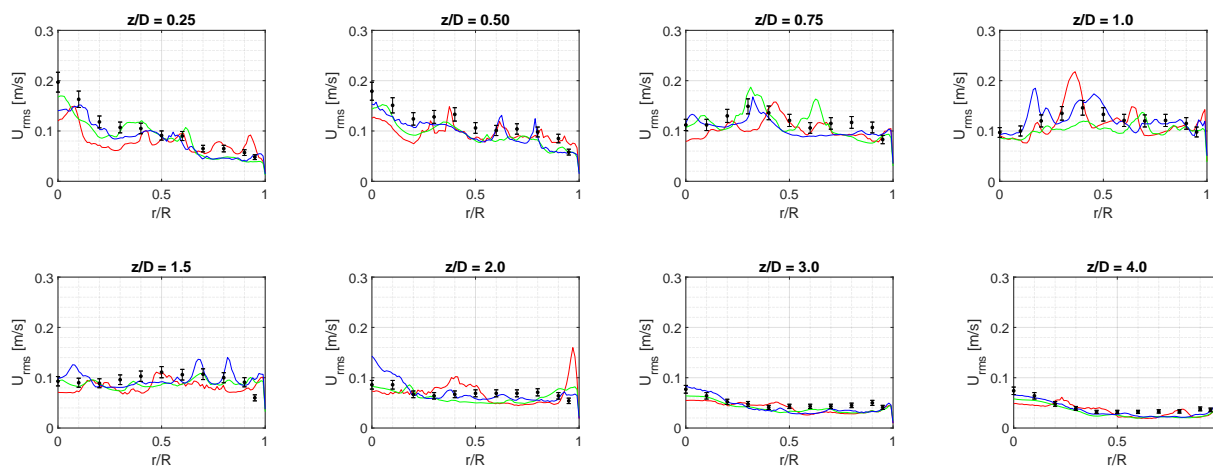 z/D = 0.25
z/D = 0.50
z/D = 0.75
z/D = 1.0
U_rms [m/s]
0.3
0.2
0.1
0
0
0.5
1
r/R
U_rms [m/s]
0.3
0.2
0.1
0
0
0.5
1
r/R
U_rms [m/s]
0.3
0.2
0.1
0
0
0.5
1
r/R
U_rms [m/s]
0.3
0.2
0.1
0
0
0.5
1
r/R
z/D = 1.5
z/D = 2.0
z/D = 3.0
z/D = 4.0
U_rms [m/s]
0.3
0.2
0.1
0
0
0.5
1
r/R
U_rms [m/s]
0.3
0.2
0.1
0
0
0.5
1
r/R
U_rms [m/s]
0.3
0.2
0.1
0
0
0.5
1
r/R
U_rms [m/s]
0.3
0.2
0.1
0
0
0.5
1
r/R